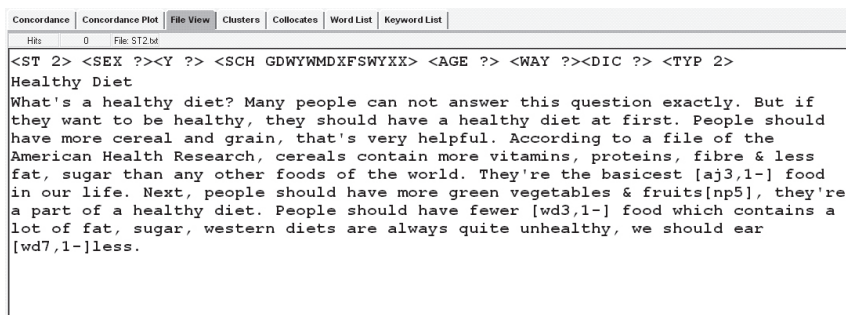 Concordance Concordance Plot File View Clusters Collocates Word List Keyword List
Hits 0 File: ST2.txt
<ST 2> <SEX ?><Y ?> <SCH GDWYWMDXFSWYXX> <AGE ?> <WAY ?><DIC ?> <TYP 2>
Healthy Diet
What's a healthy diet? Many people can not answer this question exactly. But if
they want to be healthy, they should have a healthy diet at first. People should
have more cereal and grain, that's very helpful. According to a file of the
American Health Research, cereals contain more vitamins, proteins, fibre & less
fat, sugar than any other foods of the world. They're the basicest [aj3,1-] food
in our life. Next, people should have more green vegetables & fruits[np5], they're
a part of a healthy diet. People should have fewer [wd3,1-] food which contains a
lot of fat, sugar, western diets are always quite unhealthy, we should ear
[wd7,1-]less.